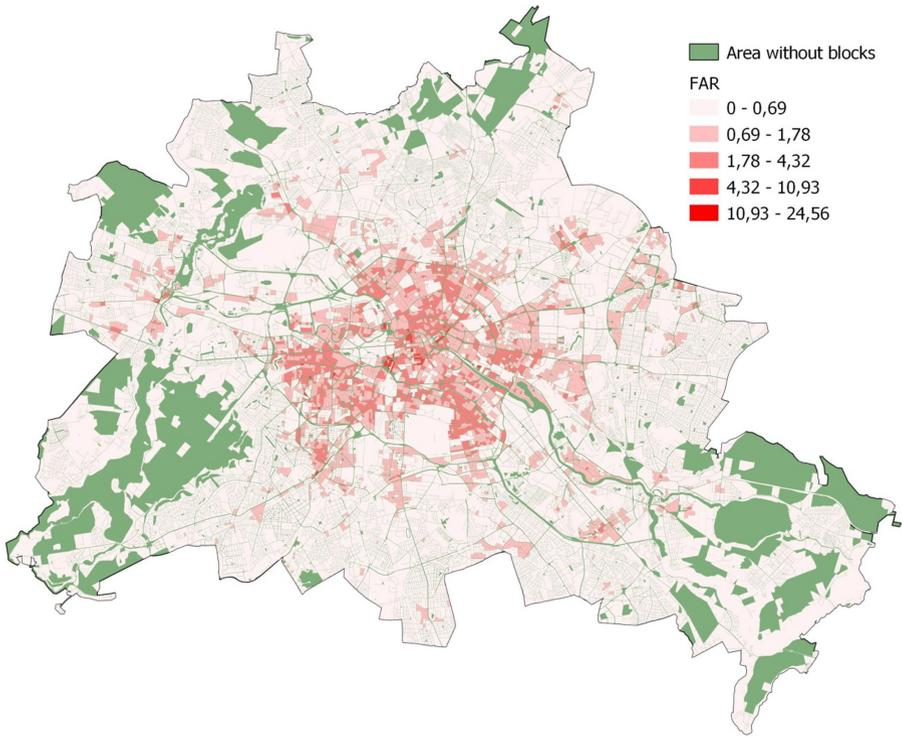 Area without blocks
FAR
0 - 0,69
0,69 - 1,78
1,78 - 4,32
4,32 - 10,93
10,93 - 24,56